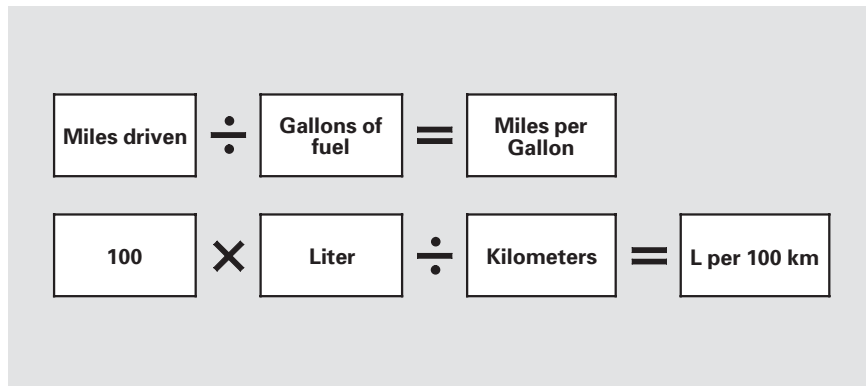 Miles driven ÷ Gallons of fuel = Miles per Gallon
100 × Liter ÷ Kilometers = L per 100 km